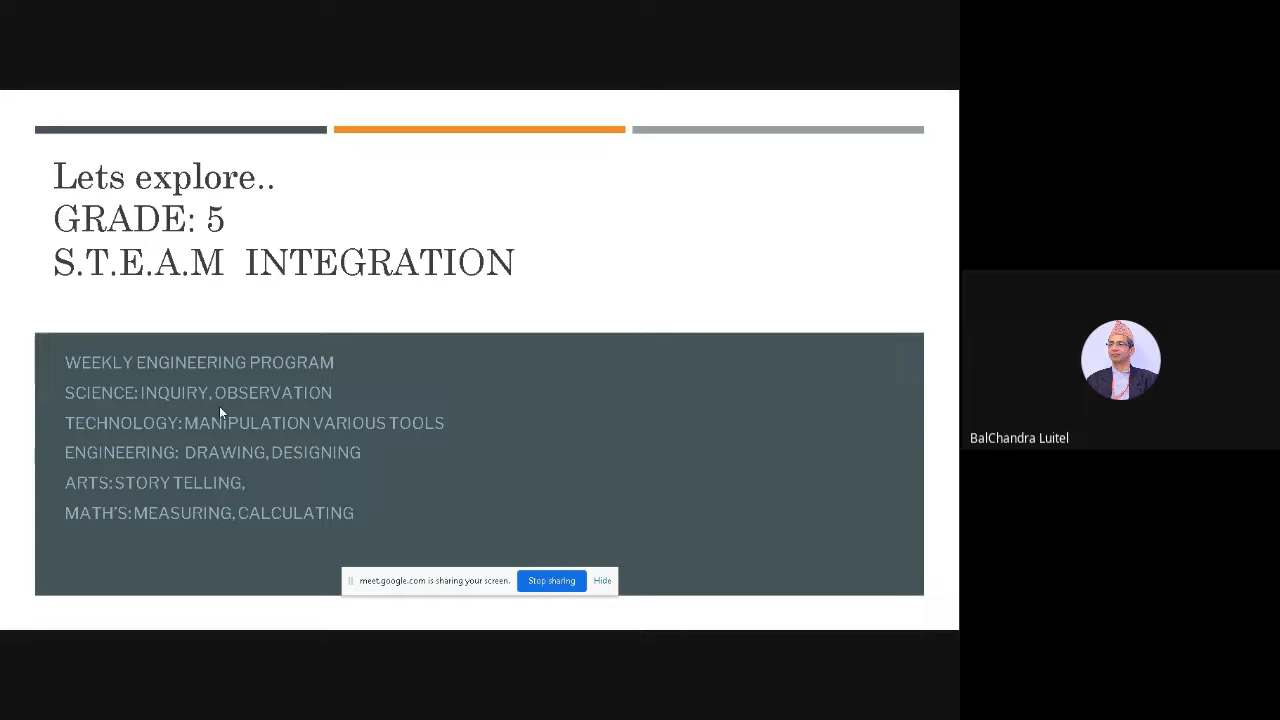 Lets explore..
GRADE: 5
S.T.E.A.M INTEGRATION
WEEKLY ENGINEERING PROGRAM
SCIENCE: INQUIRY, OBSERVATION
TECHNOLOGY: MANIPULATION VARIOUS TOOLS
ENGINEERING: DRAWING, DESIGNING
ARTS: STORY TELLING,
MATH'S: MEASURING, CALCULATING
meet.google.com is sharing your screen. Stop sharing Hide
BalChandra Luitel